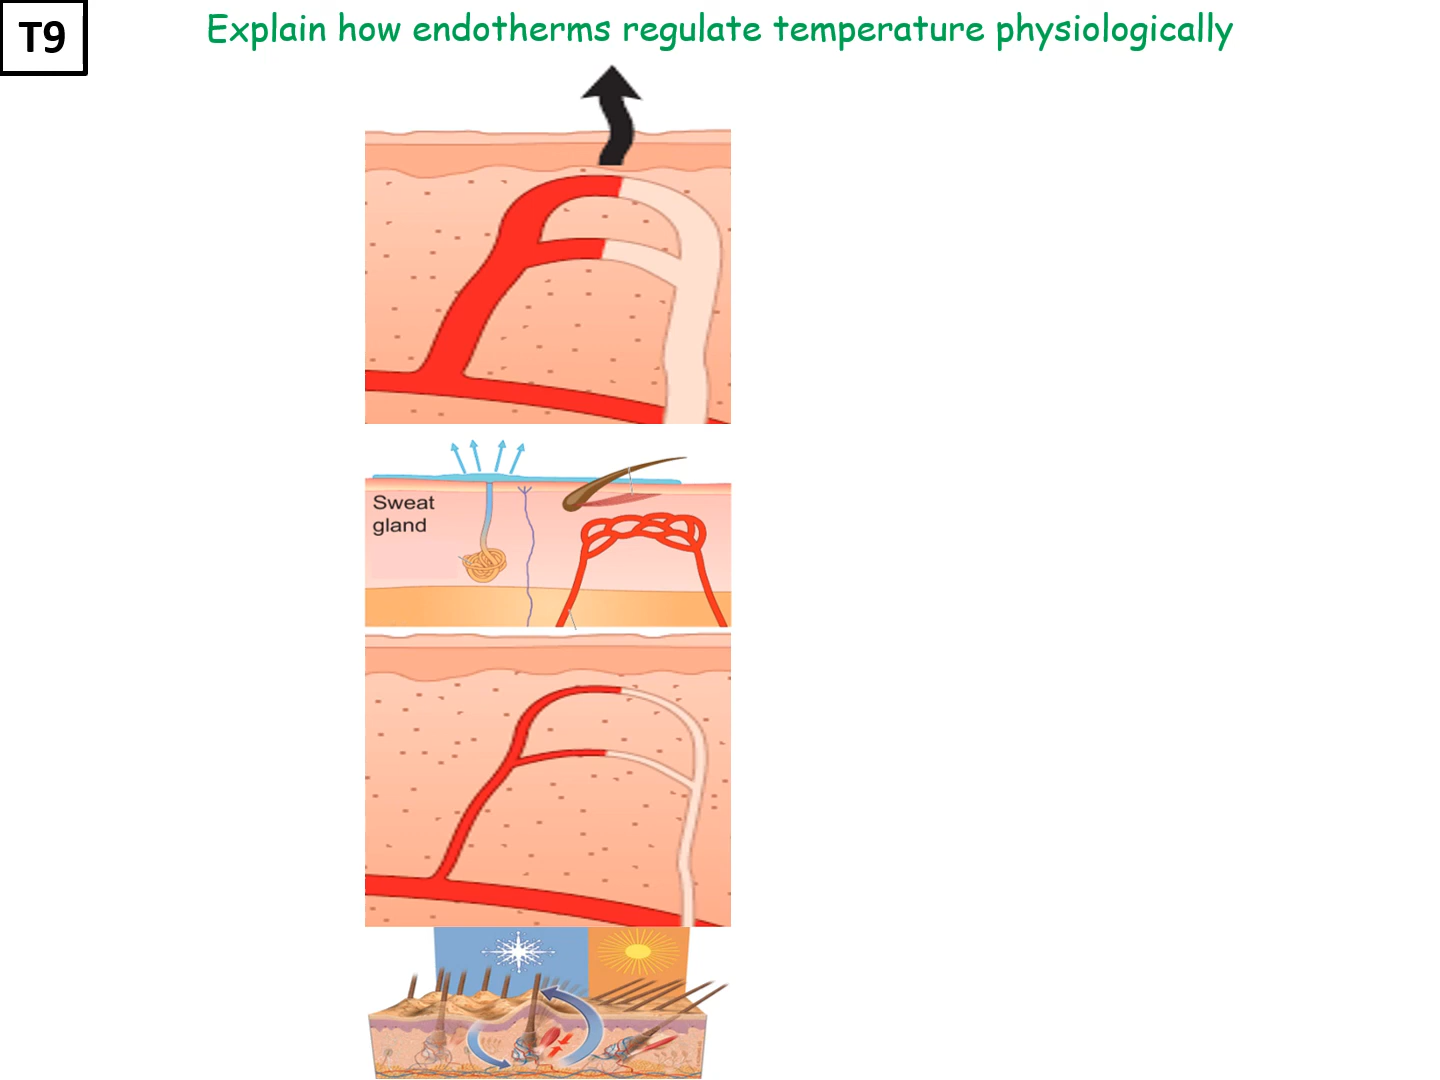 T9
Explain how endotherms regulate temperature physiologically
Sweat
gland